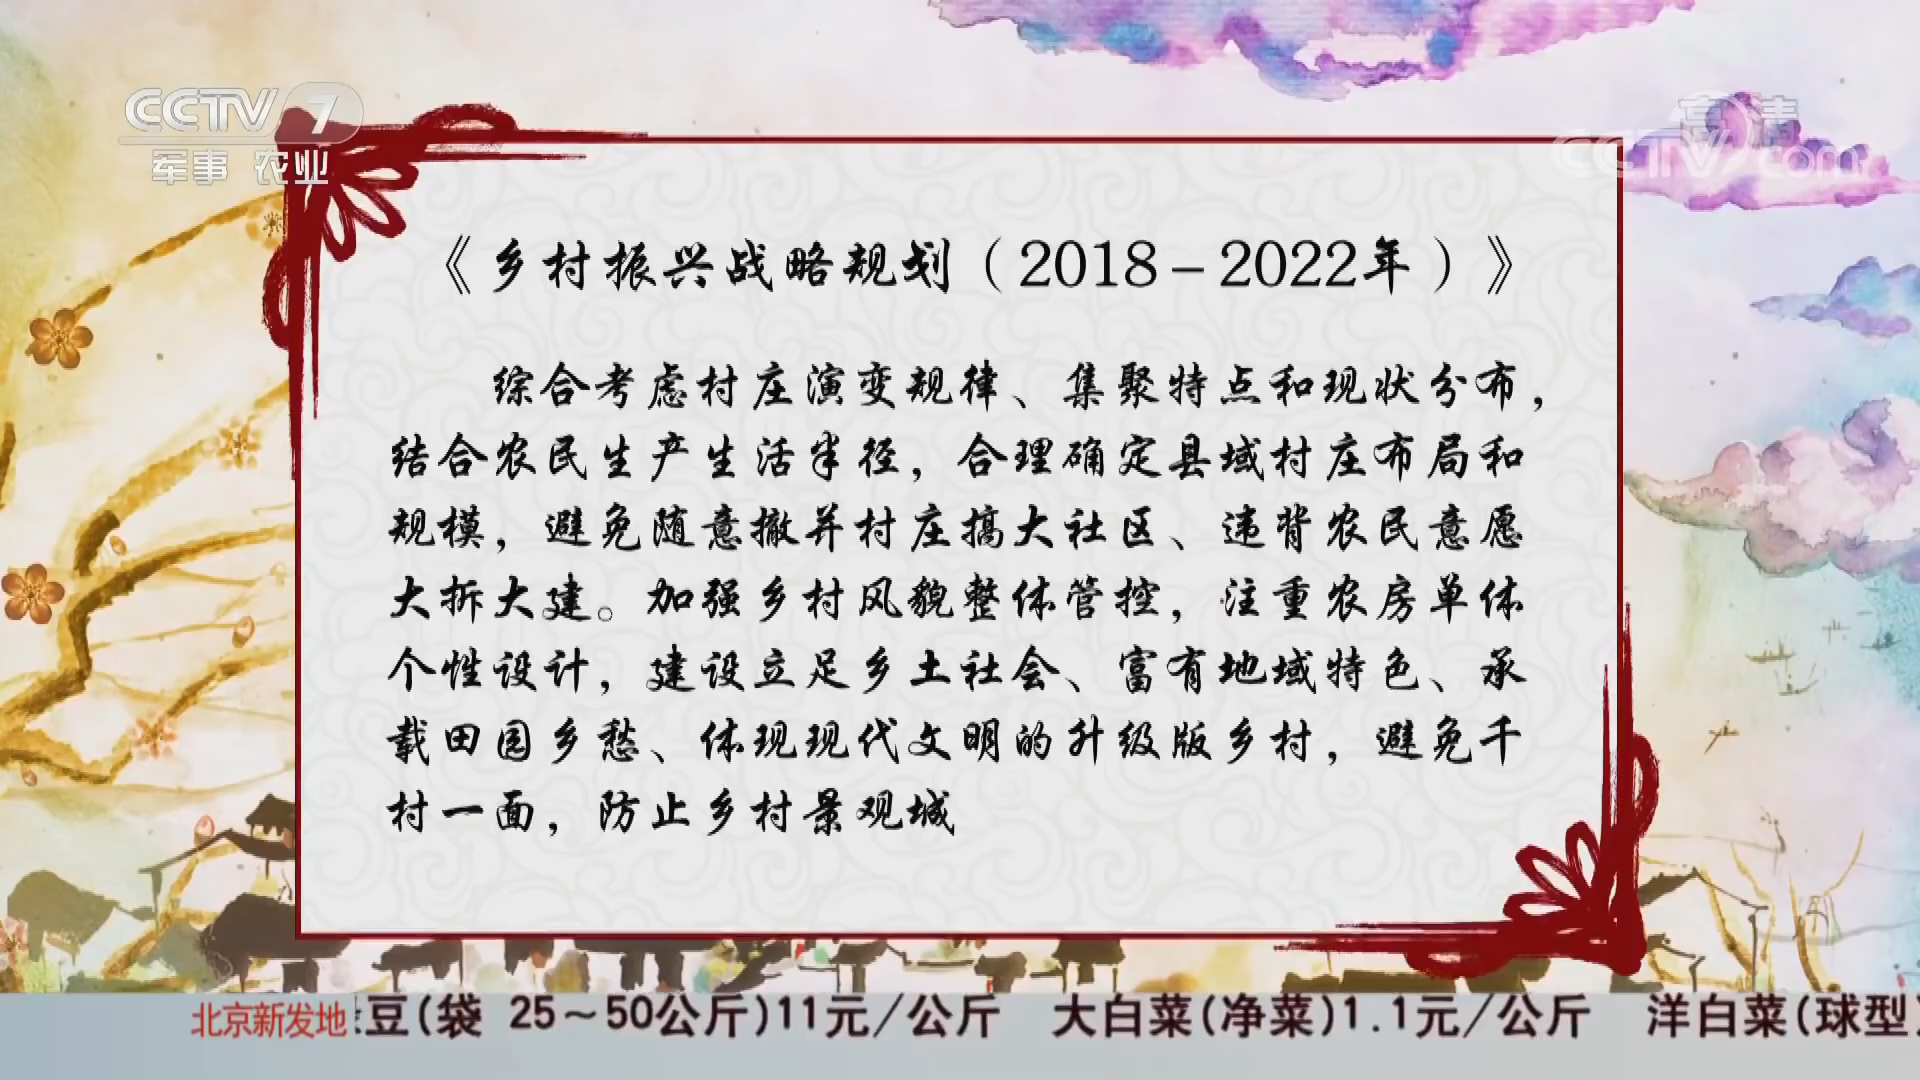 CCTV 7
军事 农业
高清
CCTV.com
《乡村振兴战略规划（2018-2022年）》
综合考虑村庄演变规律、集聚特点和现状分布，
结合农民生产生活半径，合理确定县域村庄布局和
规模，避免随意撤并村庄搞大社区、违背农民意愿
大拆大建。加强乡村风貌整体管控，注重农房单体
个性设计，建设立足乡土社会、富有地域特色、承
载田园乡愁、体现现代文明的升级版乡村，避免千
村一面，防止乡村景观城
北京新发地 豆(袋 25～50公斤)11元/公斤 大白菜(净菜)1.1元/公斤 洋白菜(球型)